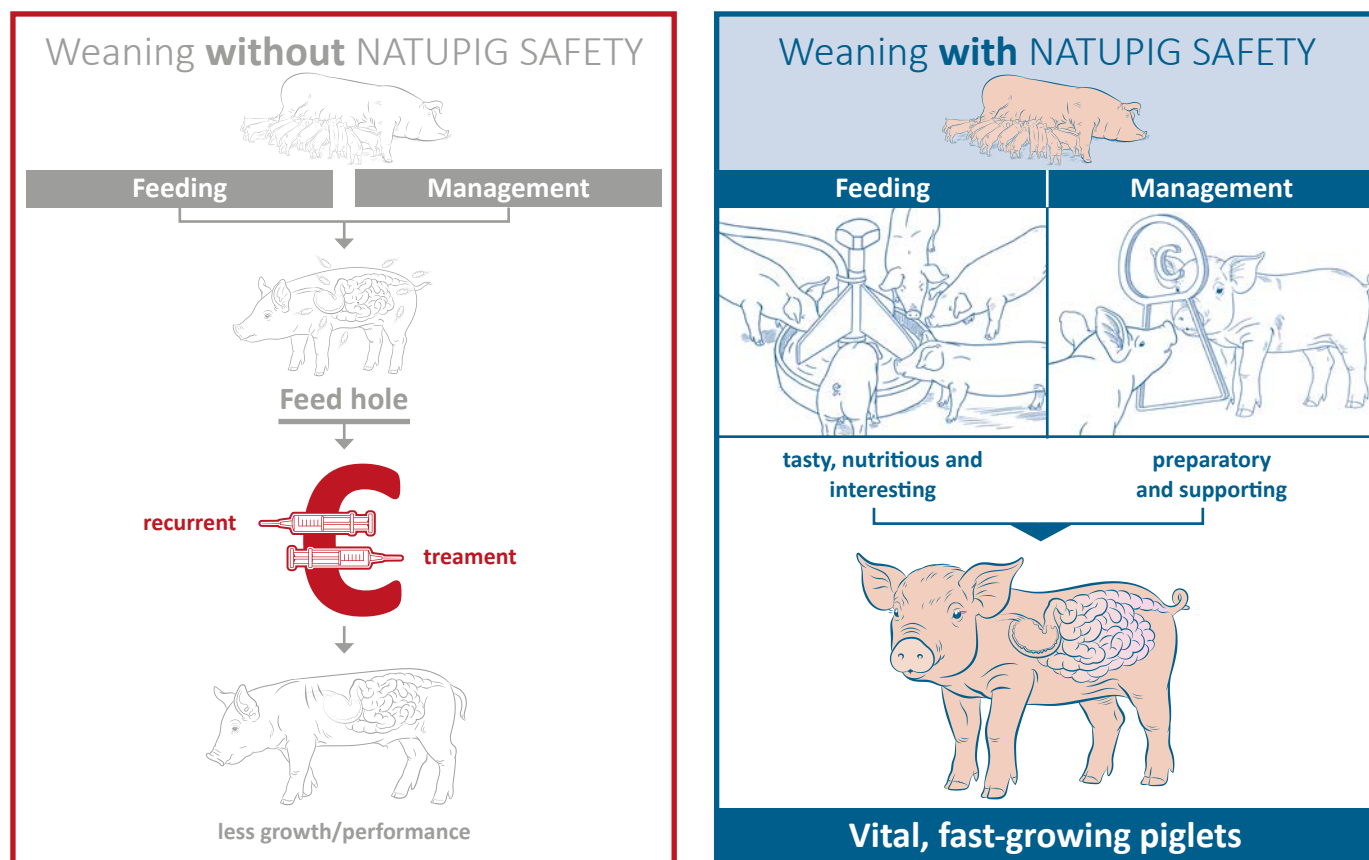 Weaning without NATUPIG SAFETY
Feeding
Management
Feed hole
€
recurrent
treament
less growth/performance
Weaning with NATUPIG SAFETY
Feeding
Management
tasty, nutritious and
interesting
preparatory
and supporting
Vital, fast-growing piglets